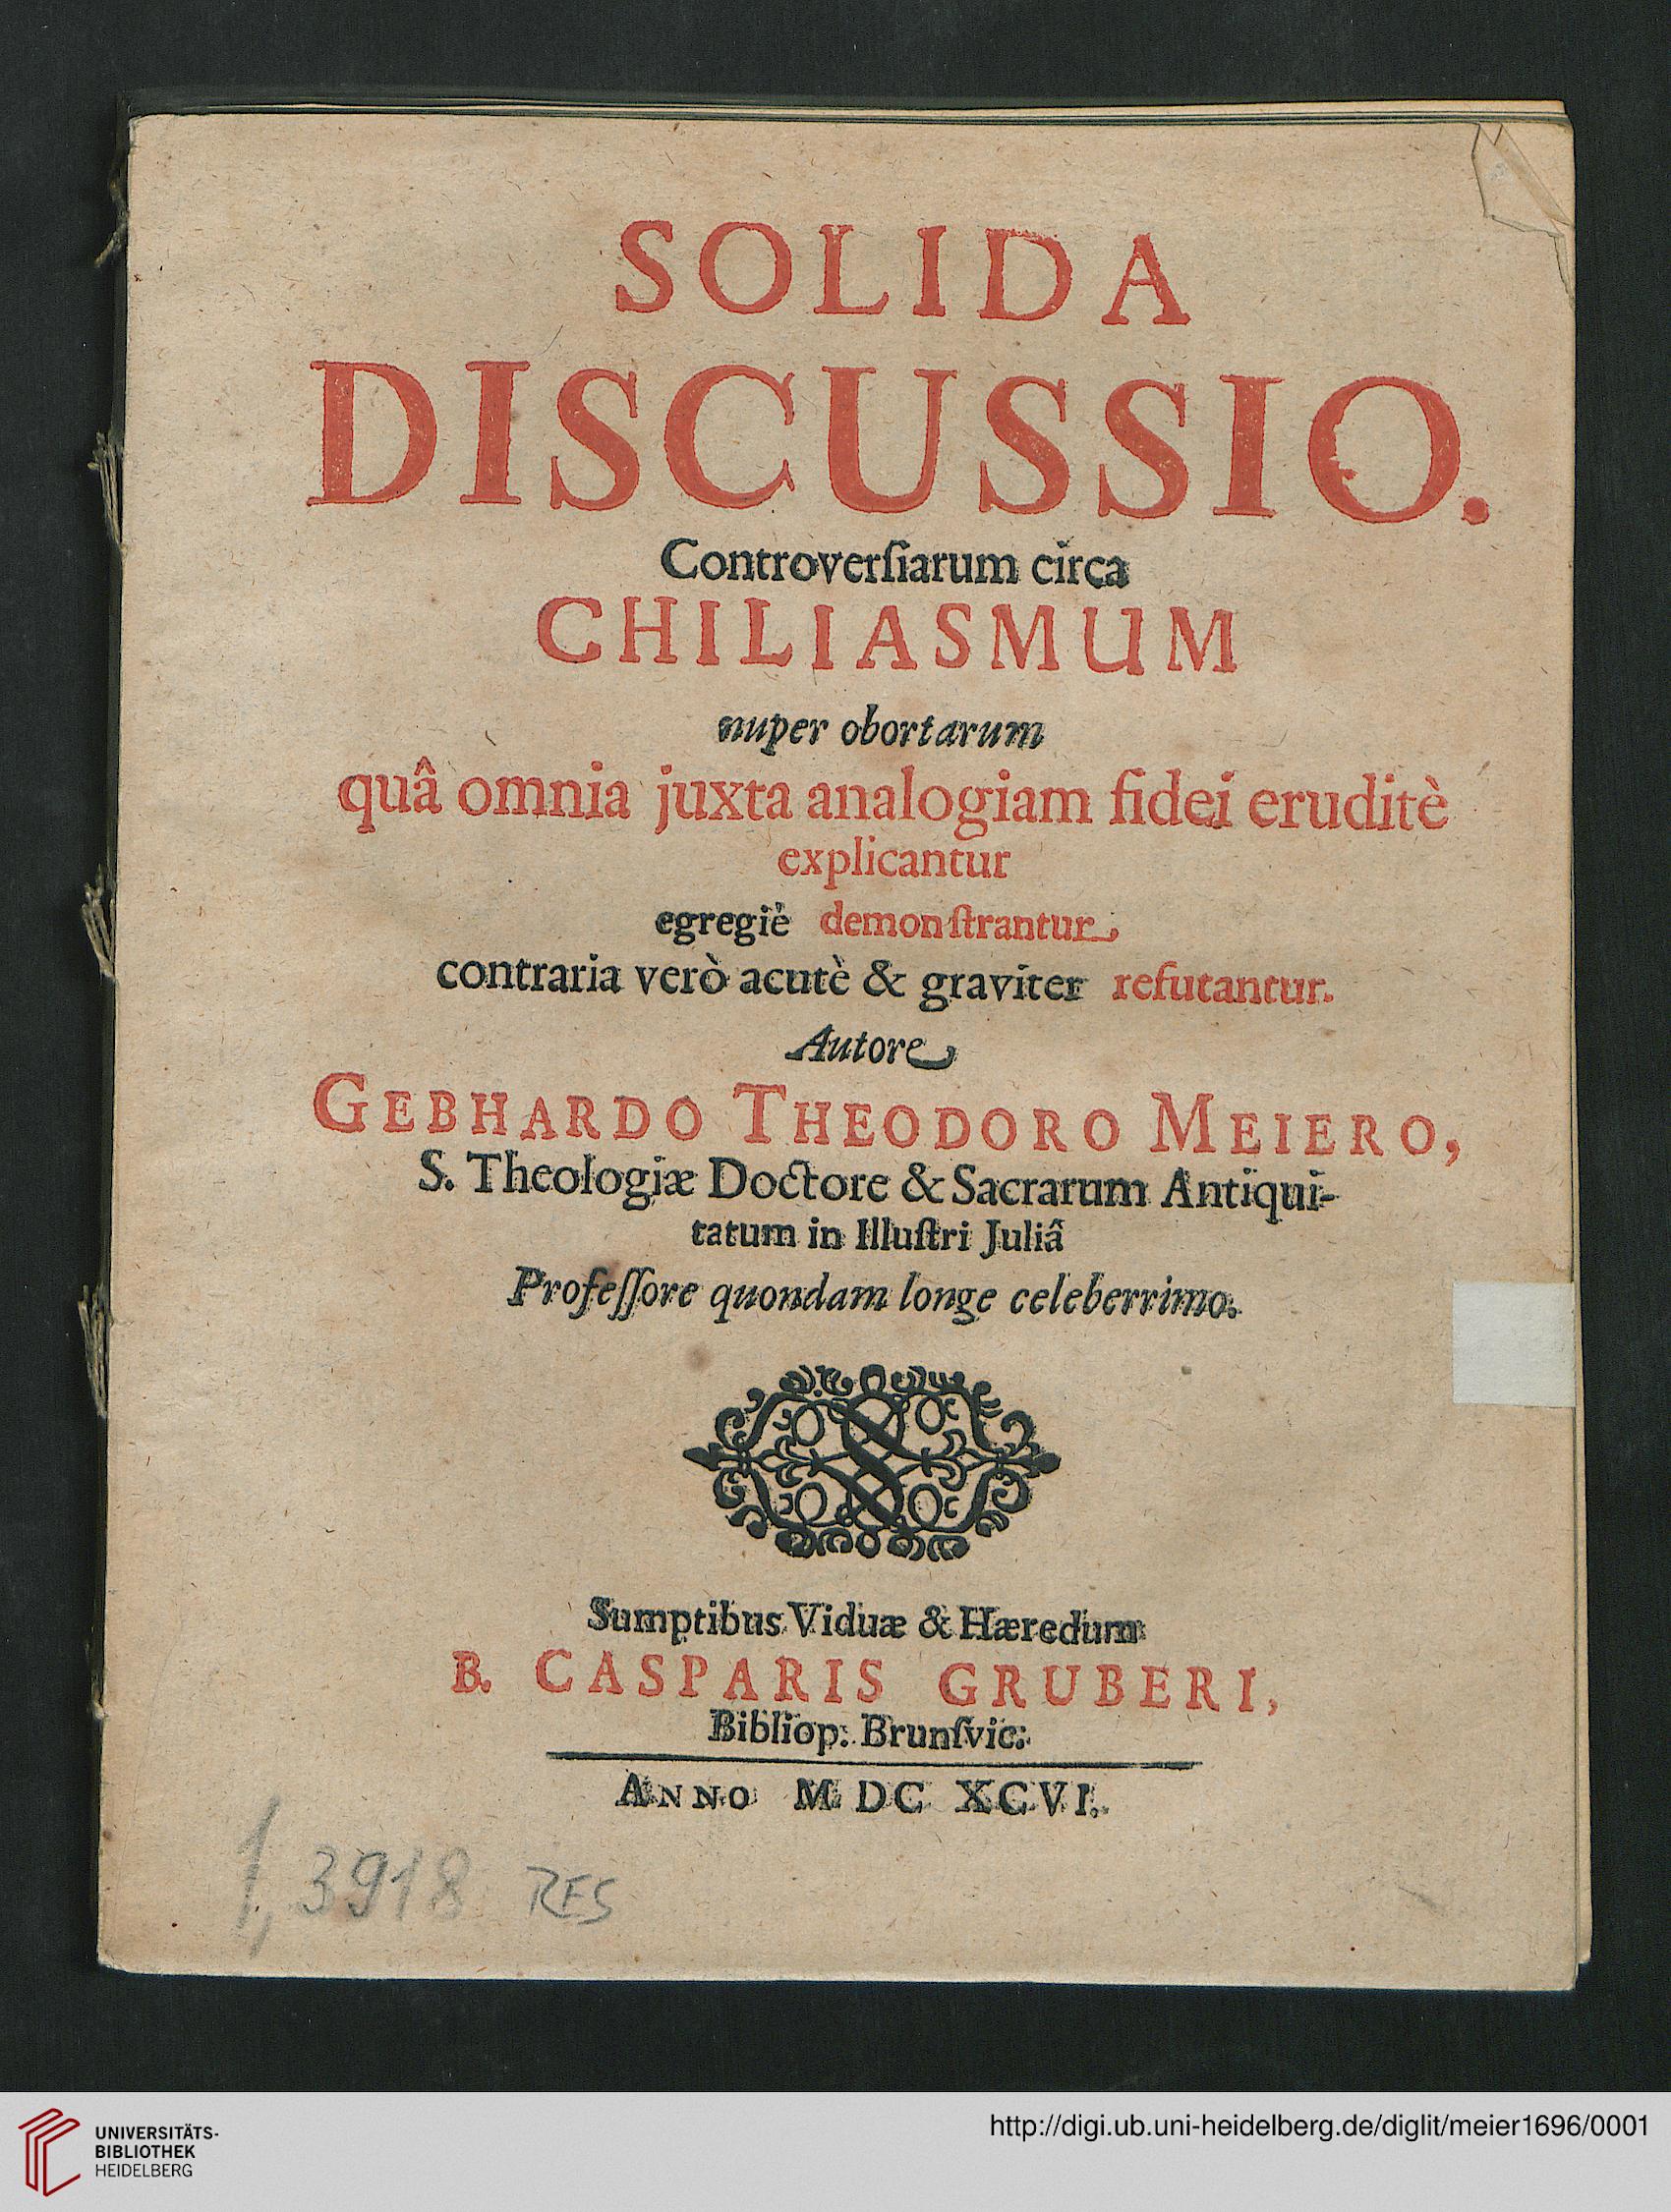 SOLIDA
DISCUSSIO.
Controverſiarum circa
CHILIASMUM
nuper obortarum
quâ omnia juxta analogiam fidei eruditè
explicantur
egregiè demonſtrantur
contraria verò acutè & graviter refutantur.
Autore
GEBHARDO THEODORO MEIERO,
S. Theologiæ Doctore & Sacrarum Antiqui-
tatum in Illuſtri Juliâ
Profeſſore quondam longe celeberrimo.
Sumptibus Viduæ & Hæredum
B. CASPARIS GRUBERI,
Bibliop: Brunſvic:
ANNO M DC XCVI.
1, 3918 RES
UNIVERSITÄTS-
BIBLIOTHEK
HEIDELBERG
http://digi.ub.uni-heidelberg.de/diglit/meier1696/0001